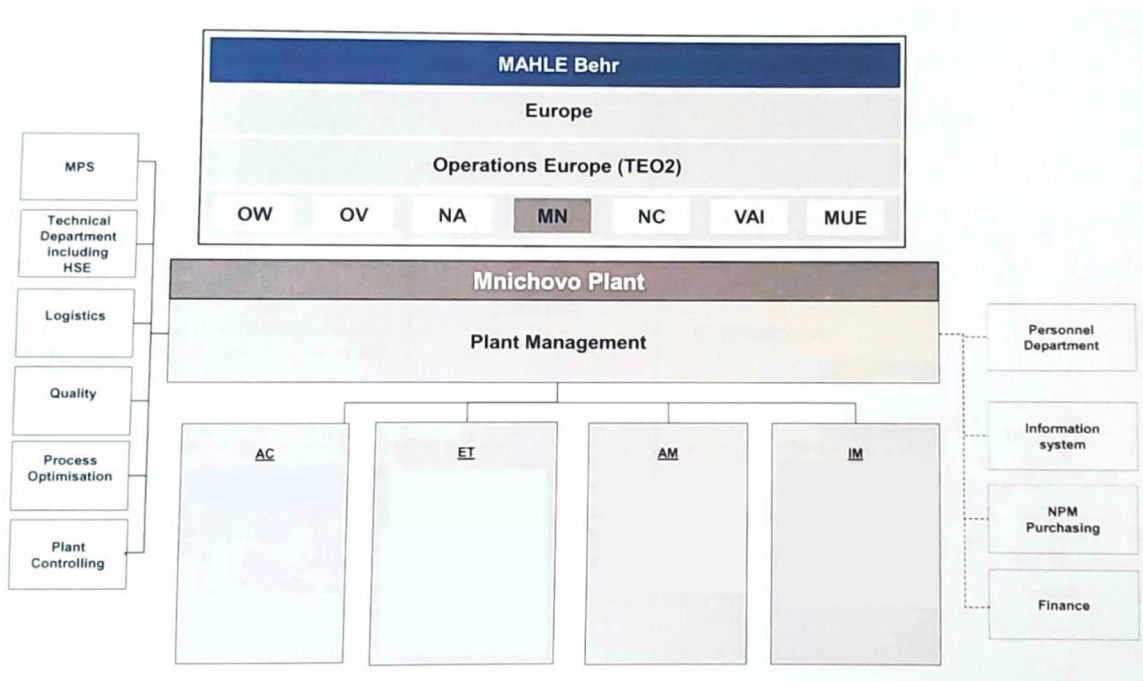 MAHLE Behr
Europe
Operations Europe (TEO2)
OW OV NA MN NC VAI MUE
Mnichovo Plant
Plant Management
MPS
Technical
Department
including
HSE
Logistics
Quality
Process
Optimisation
Plant
Controlling
AC ET AM IM
Personnel
Department
Information
system
NPM
Purchasing
Finance